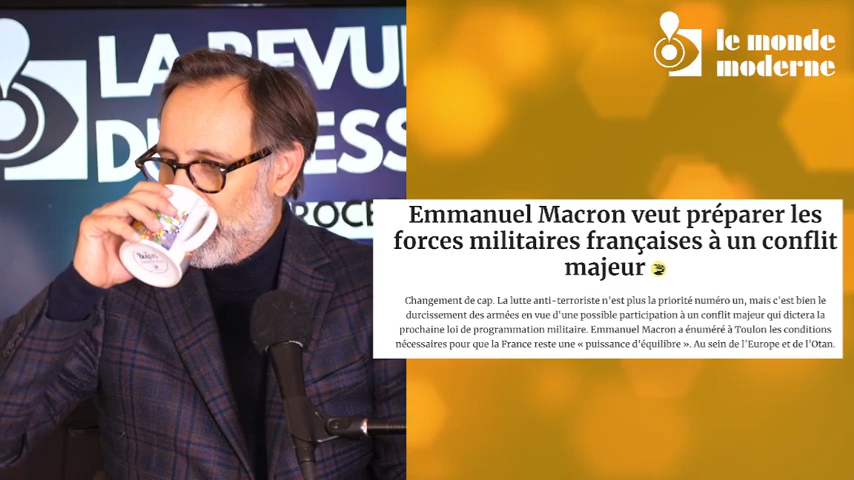 LA REVUE
DE PRESSE
le monde
moderne
Emmanuel Macron veut préparer les
forces militaires françaises à un conflit
majeur
Changement de cap. La lutte anti-terroriste n'est plus la priorité numéro un, mais c'est bien le
durcissement des armées en vue d'une possible participation à un conflit majeur qui dictera la
prochaine loi de programmation militaire. Emmanuel Macron a énuméré à Toulon les conditions
nécessaires pour que la France reste une « puissance d'équilibre ». Au sein de l'Europe et de l'Otan.